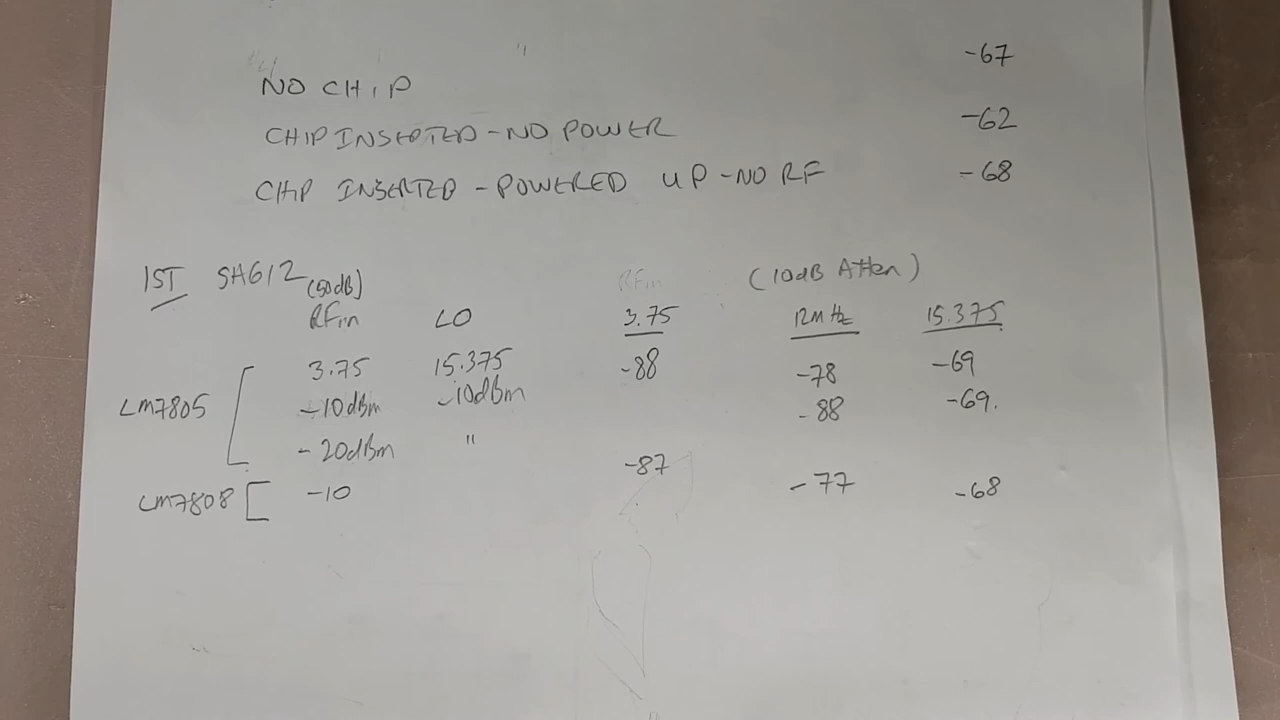 NO CHIP -67
CHIP INSERTED - NO POWER -62
CHIP INSERTED - POWERED UP - NO RF -68
1ST SA612 (50dB) RFin (10dB Atten)
RFin LO 3.75 12MHz 15.375
3.75 15.375 -88 -78 -69
LM7805 -10dBm -10dBm -88 -69.
-20dBm "
-87
LM7808 -10 -77 -68